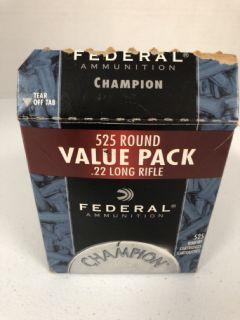 FEDERAL
AMMUNITION
CHAMPION
TEAR
OFF TAB
525 ROUND
VALUE PACK
.22 LONG RIFLE
FEDERAL
AMMUNITION
525
CHAMPION